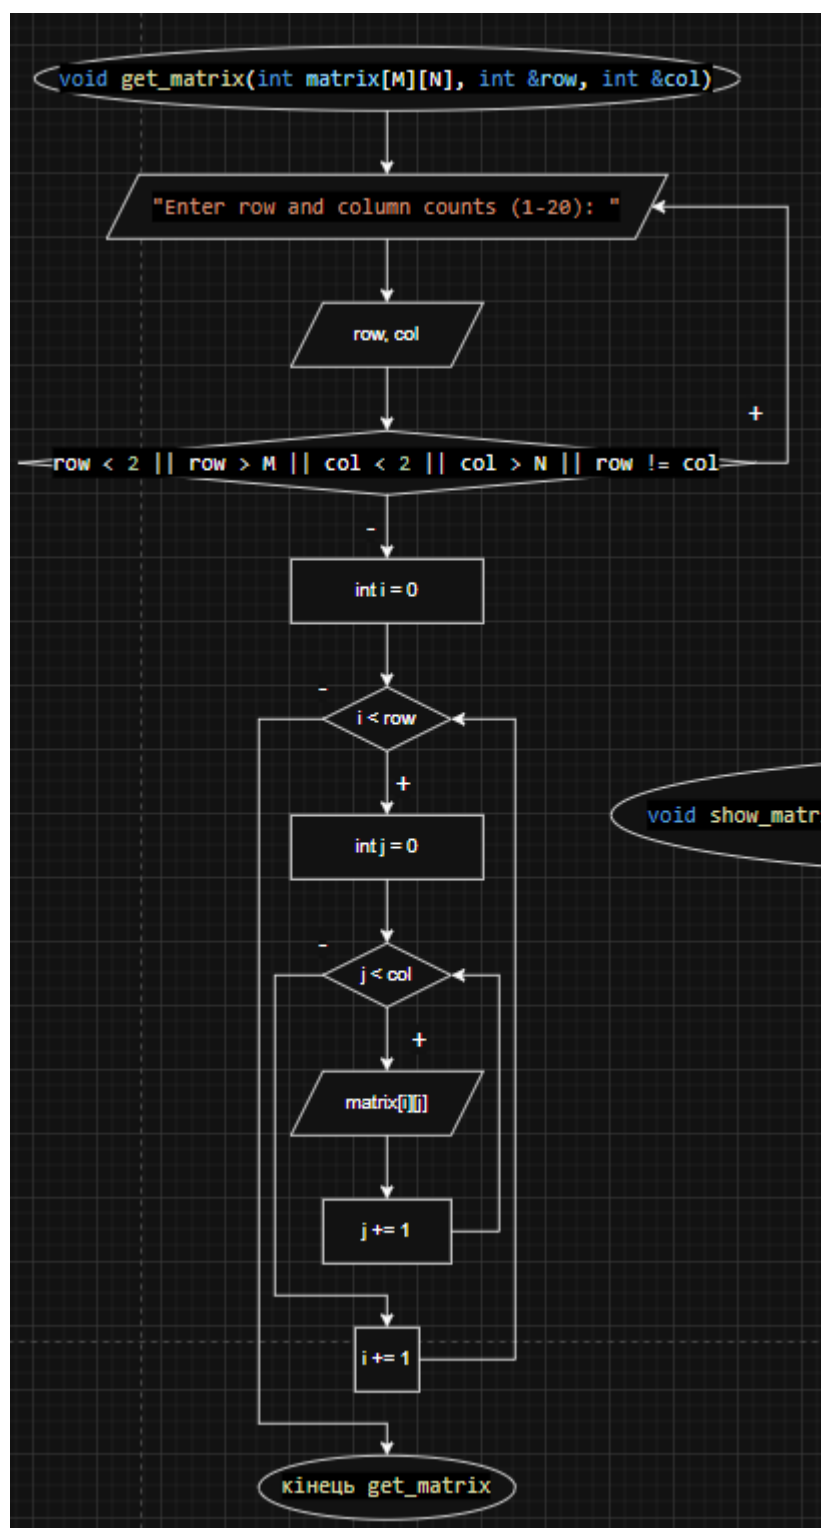 void get_matrix(int matrix[M][N], int &row, int &col)
"Enter row and column counts (1-20): "
row, col
+
row < 2 || row > M || col < 2 || col > N || row != col
-
int i = 0
-
i < row
+
int j = 0
void show_matr
-
j < col
+
matrix[i][j]
j += 1
i += 1
кінець get_matrix